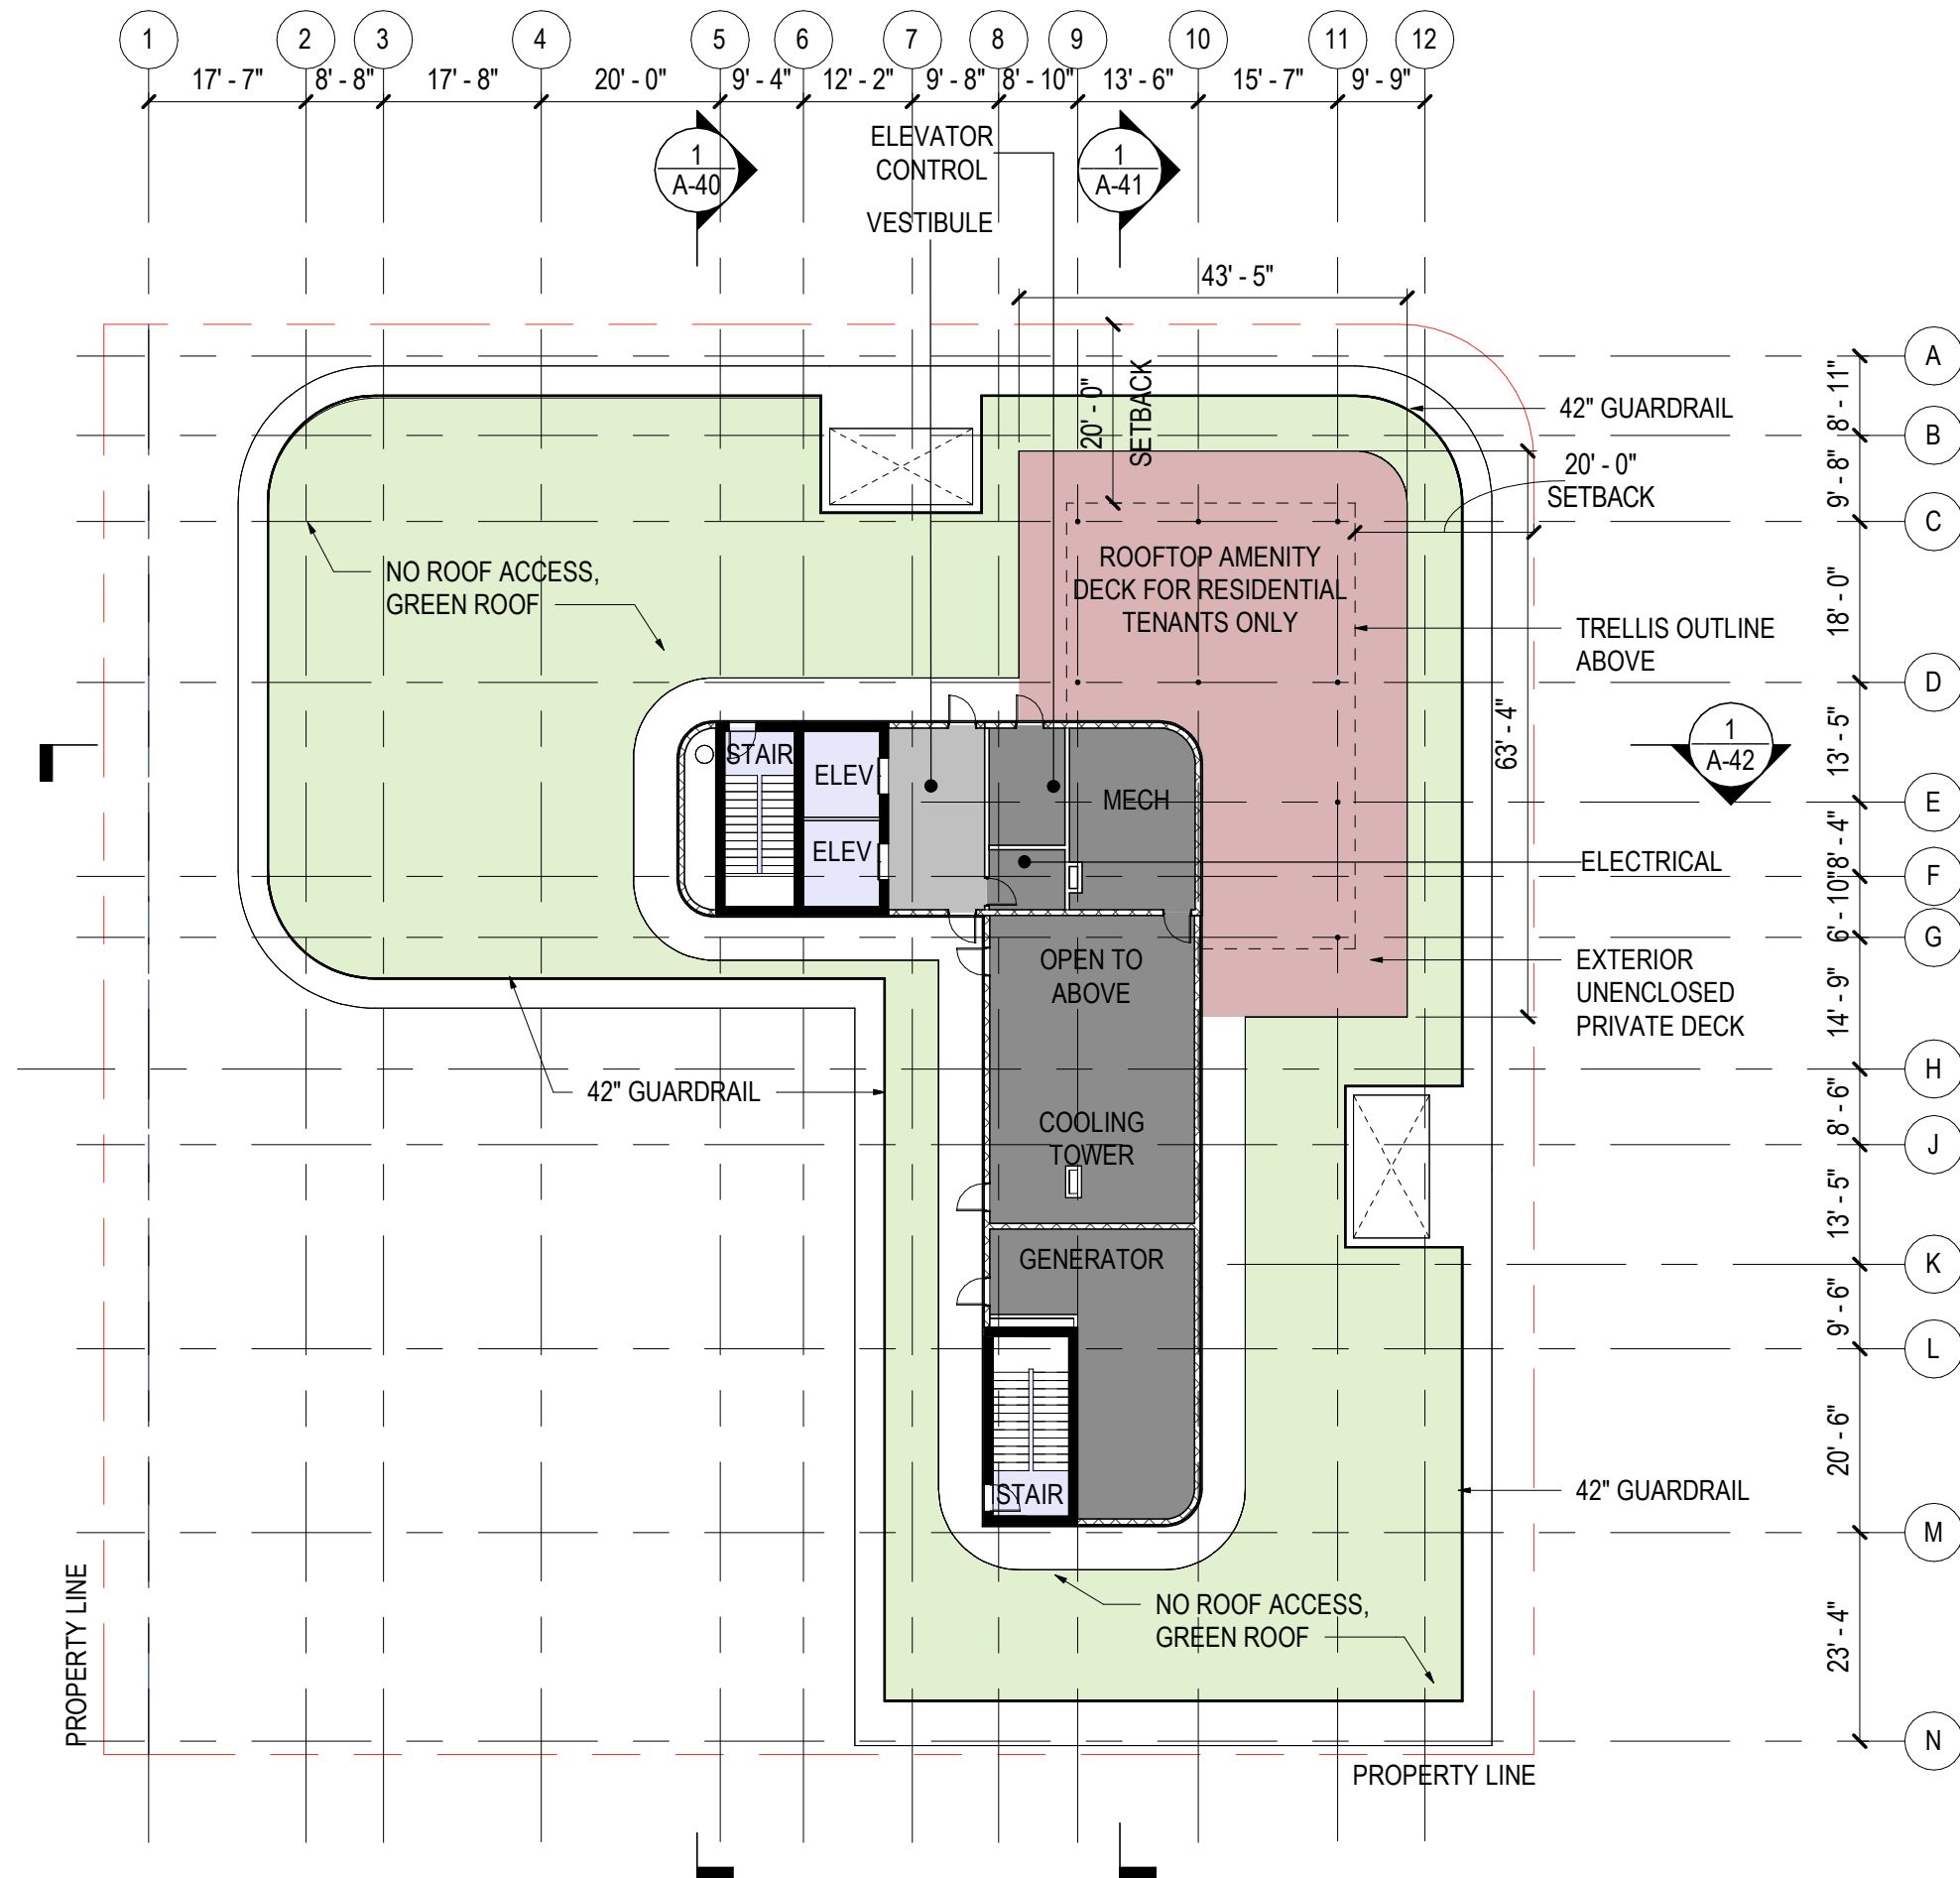 1 2 3 4 5 6 7 8 9 10 11 12
17' - 7" 8' - 8" 17' - 8" 20' - 0" 9' - 4" 12' - 2" 9' - 8" 8' - 10" 13' - 6" 15' - 7" 9' - 9"
1
A-40
ELEVATOR
CONTROL
VESTIBULE
1
A-41
43' - 5"
20' - 0"
SETBACK
42" GUARDRAIL
20' - 0"
SETBACK
NO ROOF ACCESS,
GREEN ROOF
ROOFTOP AMENITY
DECK FOR RESIDENTIAL
TENANTS ONLY
TRELLIS OUTLINE
ABOVE
63' - 4"
1
A-42
STAIR
ELEV
ELEV
MECH
ELECTRICAL
OPEN TO
ABOVE
EXTERIOR
UNENCLOSED
PRIVATE DECK
42" GUARDRAIL
COOLING
TOWER
GENERATOR
STAIR
42" GUARDRAIL
NO ROOF ACCESS,
GREEN ROOF
PROPERTY LINE
PROPERTY LINE
A
8' - 11"
B
9' - 8"
C
18' - 0"
D
13' - 5"
E
8' - 4"
F
6' - 10"
G
14' - 9"
H
8' - 6"
J
13' - 5"
K
9' - 6"
L
20' - 6"
M
23' - 4"
N